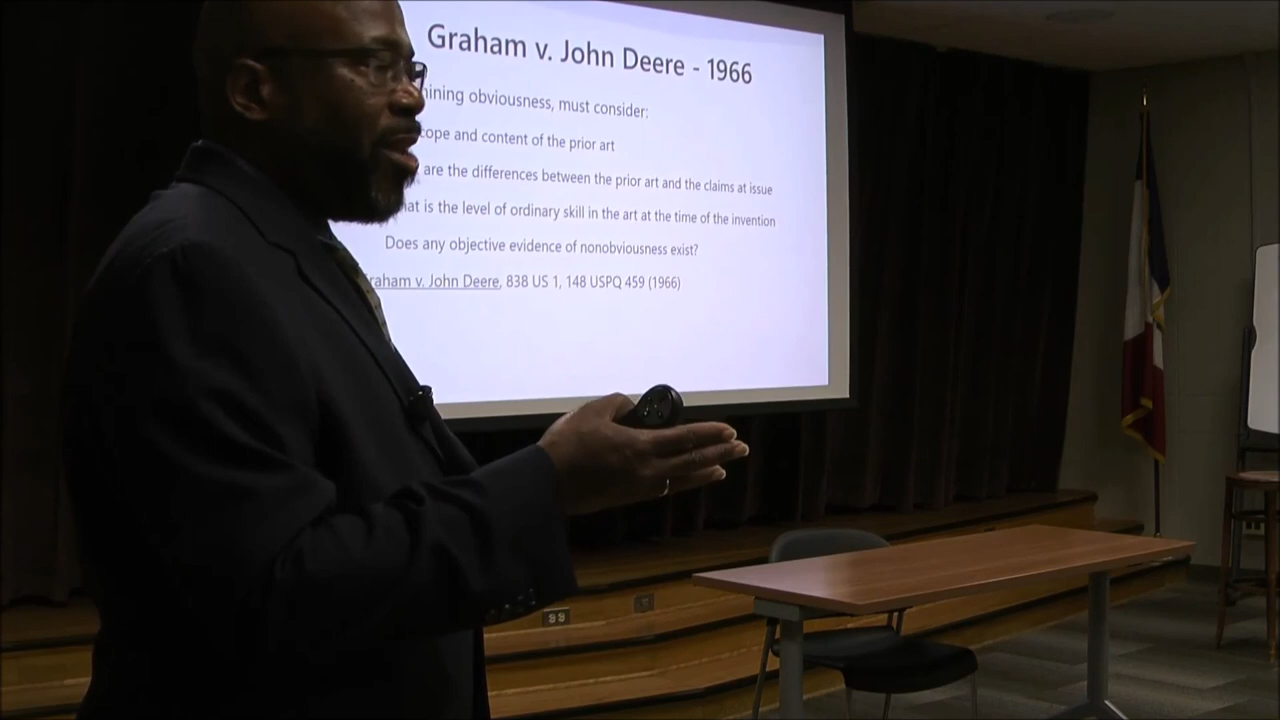 Graham v. John Deere - 1966
mining obviousness, must consider:
cope and content of the prior art
are the differences between the prior art and the claims at issue
hat is the level of ordinary skill in the art at the time of the invention
Does any objective evidence of nonobviousness exist?
raham v. John Deere, 838 US 1, 148 USPQ 459 (1966)